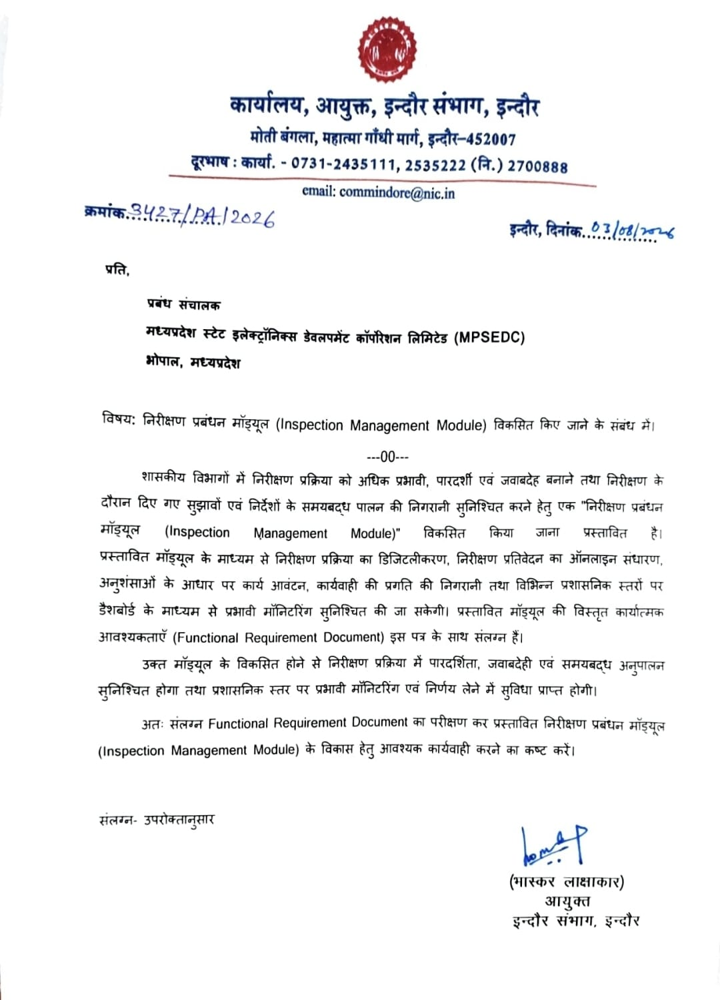 कार्यालय, आयुक्त, इन्दौर संभाग, इन्दौर
मोती बंगला, महात्मा गाँधी मार्ग, इन्दौर–452007
दूरभाष : कार्या. - 0731-2435111, 2535222 (नि.) 2700888
email: commindore@nic.in
क्रमांक..3427/PA/2026
इन्दौर, दिनांक...03/08/2026
प्रति,
प्रबंध संचालक
मध्यप्रदेश स्टेट इलेक्ट्रॉनिक्स डेवलपमेंट कॉर्पोरेशन लिमिटेड (MPSEDC)
भोपाल, मध्यप्रदेश
विषय: निरीक्षण प्रबंधन मॉड्यूल (Inspection Management Module) विकसित किए जाने के संबंध में।
---00---
शासकीय विभागों में निरीक्षण प्रक्रिया को अधिक प्रभावी, पारदर्शी एवं जवाबदेह बनाने तथा निरीक्षण के
दौरान दिए गए सुझावों एवं निर्देशों के समयबद्ध पालन की निगरानी सुनिश्चित करने हेतु एक "निरीक्षण प्रबंधन
मॉड्यूल (Inspection Management Module)" विकसित किया जाना प्रस्तावित है।
प्रस्तावित मॉड्यूल के माध्यम से निरीक्षण प्रक्रिया का डिजिटलीकरण, निरीक्षण प्रतिवेदन का ऑनलाइन संधारण,
अनुशंसाओं के आधार पर कार्य आवंटन, कार्यवाही की प्रगति की निगरानी तथा विभिन्न प्रशासनिक स्तरों पर
डैशबोर्ड के माध्यम से प्रभावी मॉनिटरिंग सुनिश्चित की जा सकेगी। प्रस्तावित मॉड्यूल की विस्तृत कार्यात्मक
आवश्यकताएँ (Functional Requirement Document) इस पत्र के साथ संलग्न हैं।
उक्त मॉड्यूल के विकसित होने से निरीक्षण प्रक्रिया में पारदर्शिता, जवाबदेही एवं समयबद्ध अनुपालन
सुनिश्चित होगा तथा प्रशासनिक स्तर पर प्रभावी मॉनिटरिंग एवं निर्णय लेने में सुविधा प्राप्त होगी।
अतः संलग्न Functional Requirement Document का परीक्षण कर प्रस्तावित निरीक्षण प्रबंधन मॉड्यूल
(Inspection Management Module) के विकास हेतु आवश्यक कार्यवाही करने का कष्ट करें।
संलग्न- उपरोक्तानुसार
(भास्कर लाक्षाकार)
आयुक्त
इन्दौर संभाग, इन्दौर